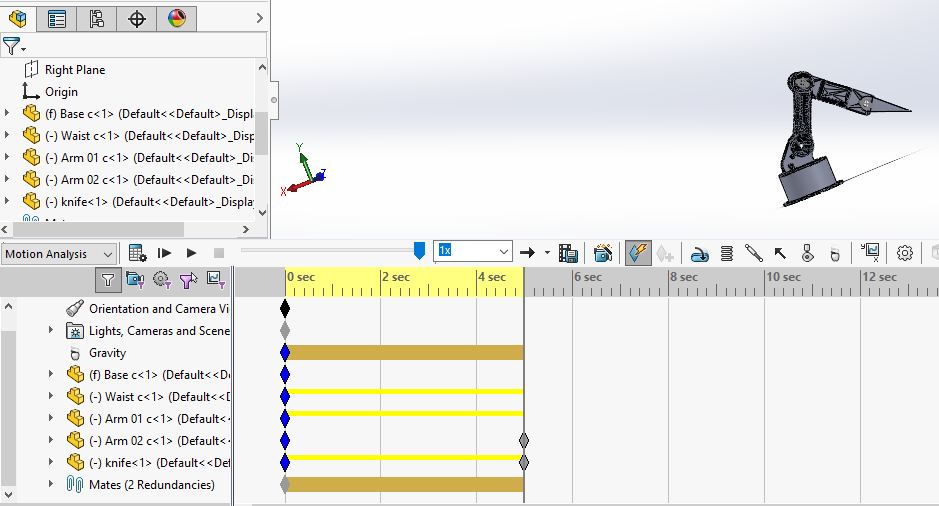 Right Plane
Origin
(f) Base c<1> (Default<<Default>_Displ
(-) Waist c<1> (Default<<Default>_Disp
(-) Arm 01 c<1> (Default<<Default>_Di
(-) Arm 02 c<1> (Default<<Default>_Di
(-) knife<1> (Default<<Default>_Displa
Y
X
Z
Motion Analysis
1x
0 sec
2 sec
4 sec
6 sec
8 sec
10 sec
12 sec
Orientation and Camera Vi
Lights, Cameras and Scene
Gravity
(f) Base c<1> (Default<<De
(-) Waist c<1> (Default<<D
(-) Arm 01 c<1> (Default<
(-) Arm 02 c<1> (Default<
(-) knife<1> (Default<<Def
Mates (2 Redundancies)